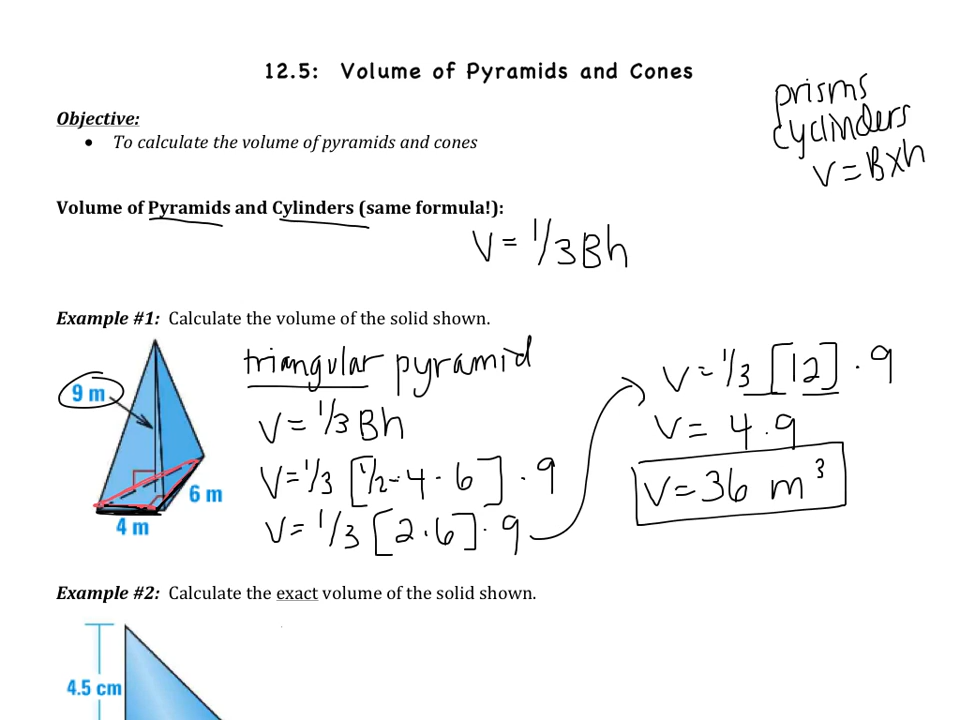 12.5: Volume of Pyramids and Cones
prisms
cylinders
V = B x h
Objective:
• To calculate the volume of pyramids and cones
Volume of Pyramids and Cylinders (same formula!):
V = 1/3 Bh
Example #1: Calculate the volume of the solid shown.
9 m
6 m
4 m
triangular pyramid
V = 1/3 Bh
V = 1/3 [1/2 · 4 · 6] · 9
V = 1/3 [2 · 6] · 9
V = 1/3 [12] · 9
V = 4 · 9
V = 36 m³
Example #2: Calculate the exact volume of the solid shown.
4.5 cm